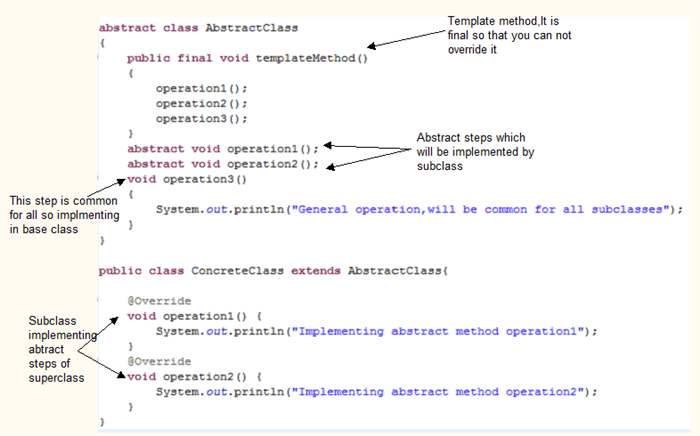 abstract class AbstractClass
{
public final void templateMethod()
{
operation1();
operation2();
operation3();
}
abstract void operation1();
abstract void operation2();
void operation3()
{
System.out.println("General operation,will be common for all subclasses");
}
}
public class ConcreteClass extends AbstractClass{
@Override
void operation1() {
System.out.println("Implementing abstract method operation1");
}
@Override
void operation2() {
System.out.println("Implementing abstract method operation2");
}
}
Template method,It is
final so that you can not
override it
Abstract steps which
will be implemented by
subclass
This step is common
for all so implmenting
in base class
Subclass
implementing
abtract
steps of
superclass